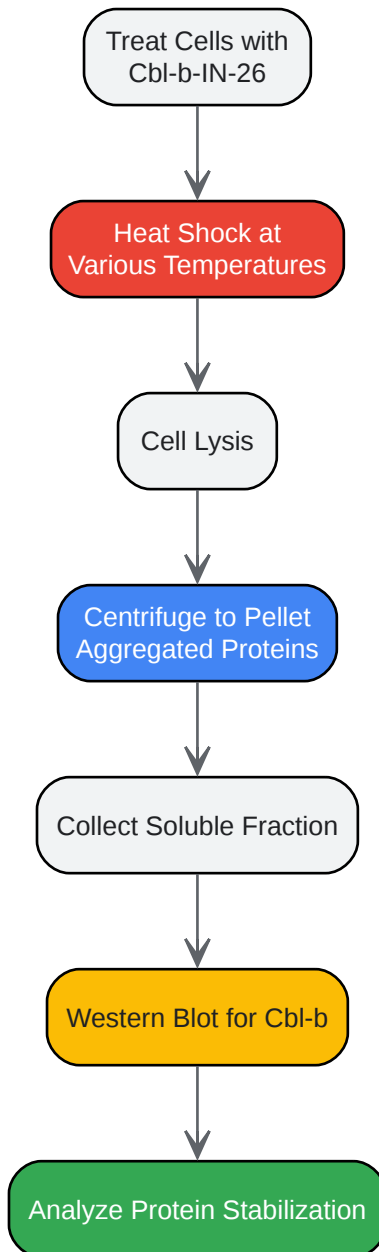 Treat Cells with
Cbl-b-IN-26
Heat Shock at
Various Temperatures
Cell Lysis
Centrifuge to Pellet
Aggregated Proteins
Collect Soluble Fraction
Western Blot for Cbl-b
Analyze Protein Stabilization